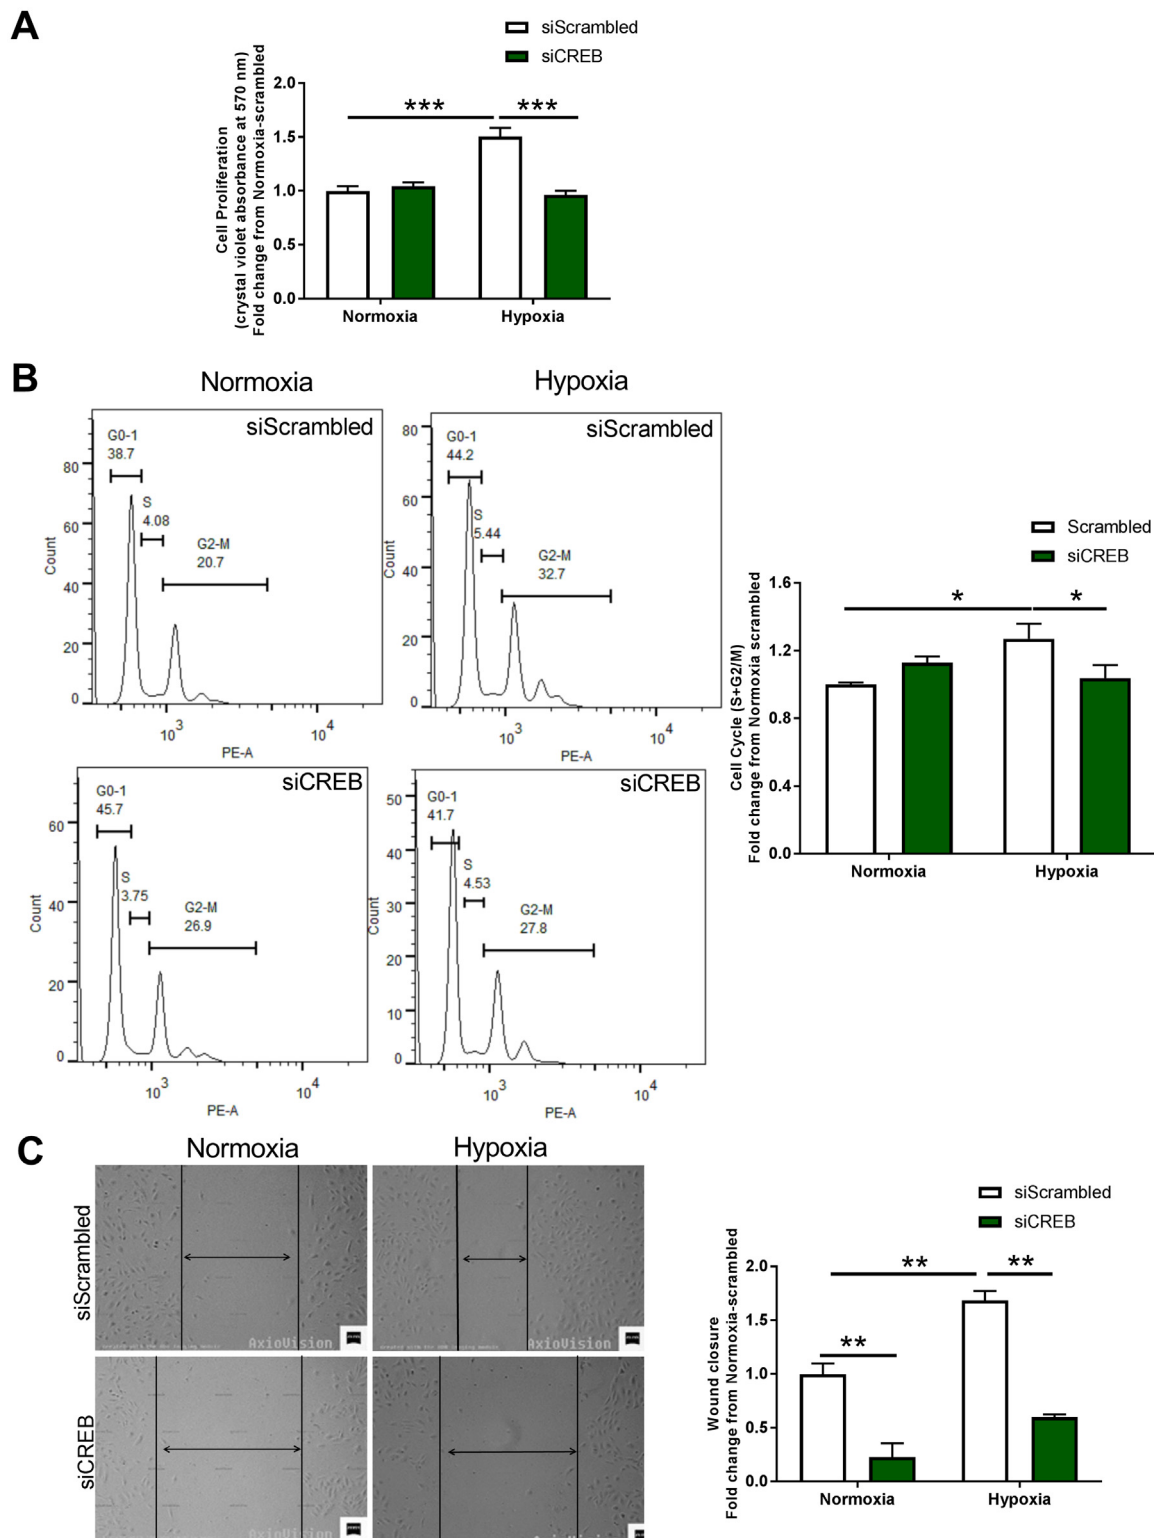 A
siScrambled
siCREB
Cell Proliferation
(crystal violet absorbance at 570 nm)
Fold change from Normoxia-scrambled
2.0
1.5
1.0
0.5
0.0
***
***
Normoxia
Hypoxia
B
Normoxia
Hypoxia
siScrambled
G0-1
38.7
S
4.08
G2-M
20.7
Count
80
60
40
20
0
10^3
10^4
PE-A
siScrambled
G0-1
44.2
S
5.44
G2-M
32.7
Count
80
60
40
20
0
10^3
10^4
PE-A
siCREB
G0-1
45.7
S
3.75
G2-M
26.9
Count
60
40
20
0
10^3
10^4
PE-A
siCREB
G0-1
41.7
S
4.53
G2-M
27.8
Count
50
40
30
20
10
0
10^3
10^4
PE-A
Scrambled
siCREB
Cell Cycle (S+G2/M)
Fold change from Normoxia scrambled
1.6
1.2
0.8
0.4
0.0
*
*
Normoxia
Hypoxia
C
Normoxia
Hypoxia
siScrambled
siCREB
AxioVision
AxioVision
AxioVision
siScrambled
siCREB
Wound closure
Fold change from Normoxia-scrambled
2.0
1.5
1.0
0.5
0.0
**
**
**
Normoxia
Hypoxia